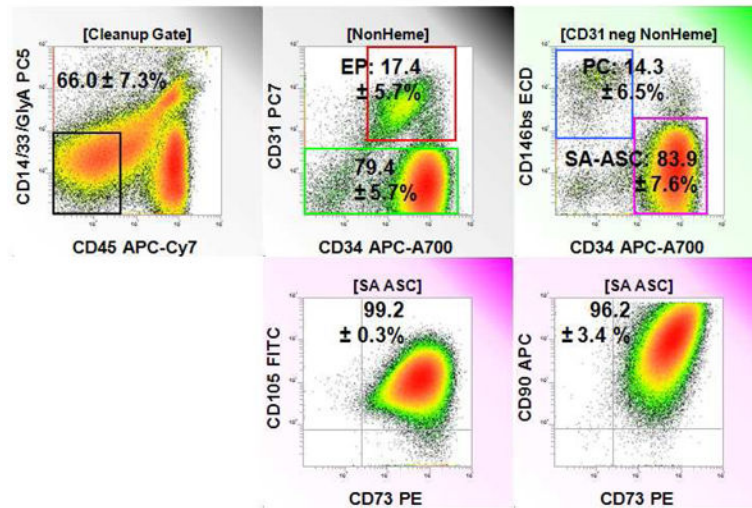 [Cleanup Gate]
66.0 ± 7.3%
CD14/33/GlyA PC5
CD45 APC-Cy7
[NonHeme]
EP: 17.4
± 5.7%
79.4
± 5.7%
CD31 PC7
CD34 APC-A700
[CD31 neg NonHeme]
PC: 14.3
± 6.5%
SA-ASC: 83.9
± 7.6%
CD146bs ECD
CD34 APC-A700
[SA ASC]
99.2
± 0.3%
CD105 FITC
CD73 PE
[SA ASC]
96.2
± 3.4 %
CD90 APC
CD73 PE